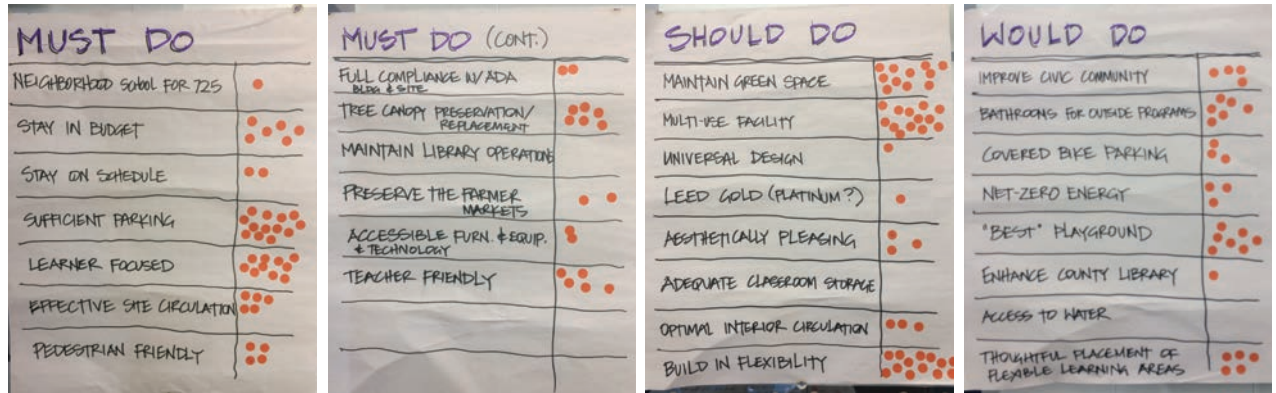 MUST DO
NEIGHBORHOOD SCHOOL FOR 725
STAY IN BUDGET
STAY ON SCHEDULE
SUFFICIENT PARKING
LEARNER FOCUSED
EFFECTIVE SITE CIRCULATION
PEDESTRIAN FRIENDLY
MUST DO (CONT.)
FULL COMPLIANCE W/ ADA
BLDG & SITE
TREE CANOPY PRESERVATION/
REPLACEMENT
MAINTAIN LIBRARY OPERATIONS
PRESERVE THE FARMER
MARKETS
ACCESSIBLE FURN. & EQUIP.
& TECHNOLOGY
TEACHER FRIENDLY
SHOULD DO
MAINTAIN GREEN SPACE
MULTI-USE FACILITY
UNIVERSAL DESIGN
LEED GOLD (PLATINUM?)
AESTHETICALLY PLEASING
ADEQUATE CLASSROOM STORAGE
OPTIMAL INTERIOR CIRCULATION
BUILD IN FLEXIBILITY
WOULD DO
IMPROVE CIVIC COMMUNITY
BATHROOMS FOR OUTSIDE PROGRAMS
COVERED BIKE PARKING
NET-ZERO ENERGY
"BEST" PLAYGROUND
ENHANCE COUNTY LIBRARY
ACCESS TO WATER
THOUGHTFUL PLACEMENT OF
FLEXIBLE LEARNING AREAS